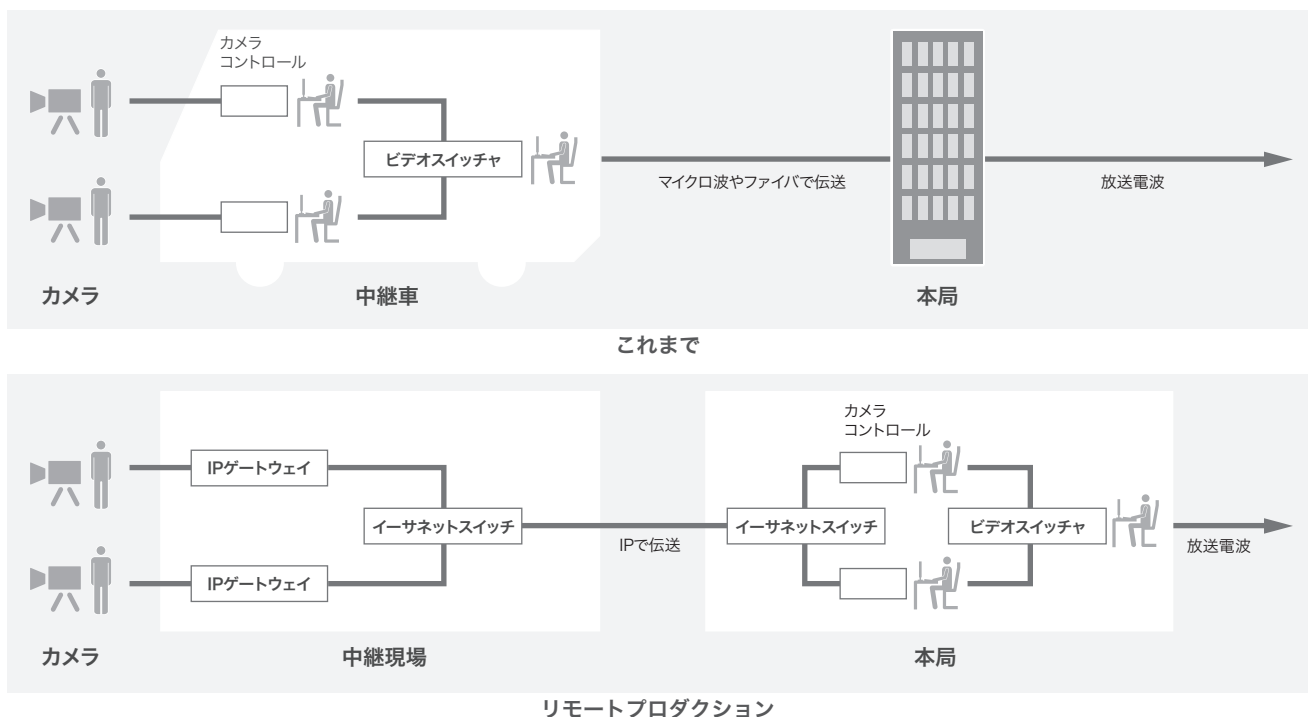 カメラ
コントロール
ビデオスイッチャ
マイクロ波やファイバで伝送
放送電波
カメラ
中継車
本局
これまで
カメラ
コントロール
IPゲートウェイ
イーサネットスイッチ
IPで伝送
イーサネットスイッチ
ビデオスイッチャ
放送電波
IPゲートウェイ
カメラ
中継現場
本局
リモートプロダクション